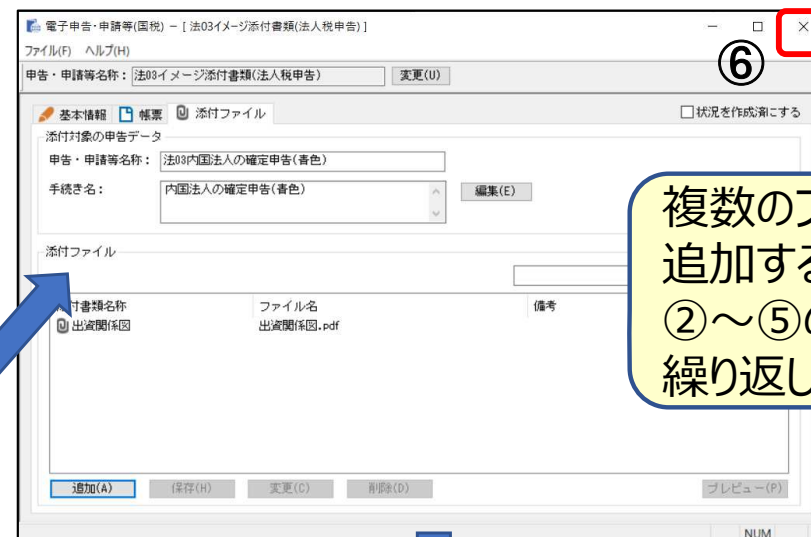 電子申告・申請等(国税) － [ 法03イメージ添付書類(法人税申告) ]
ファイル(F) ヘルプ(H)
⑥
申告・申請等名称： 法03イメージ添付書類(法人税申告) 変更(U)
基本情報 帳票 添付ファイル 状況を作成済にする
添付対象の申告データ
申告・申請等名称： 法03内国法人の確定申告(青色)
手続き名： 内国法人の確定申告(青色) 編集(E)
複数の
追加する
②～⑤の
繰り返し
添付ファイル
付書類名称 ファイル名 備考
出資関係図 出資関係図.pdf
追加(A) 保存(H) 変更(C) 削除(D) プレビュー(P)
NUM